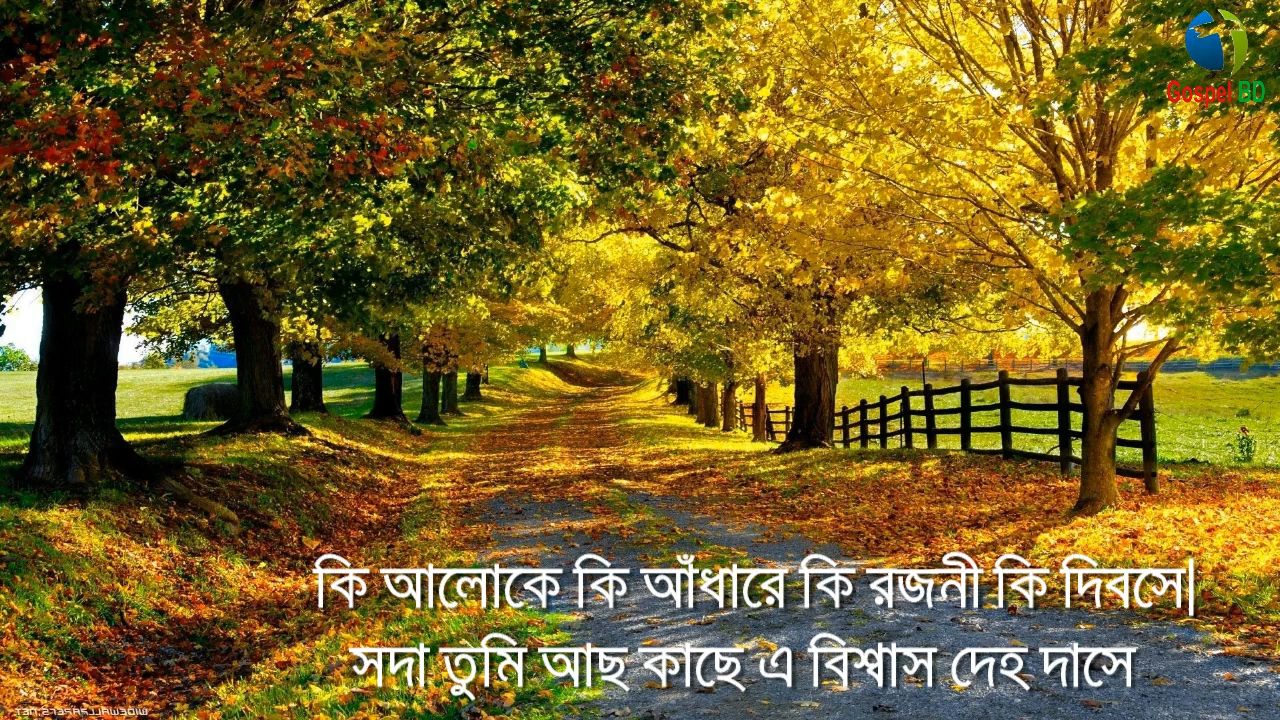 Gospel BD
কি আলোকে কি আঁধারে কি রজনী কি দিবসে|
সদা তুমি আছ কাছে এ বিশ্বাস দেহ দাসে